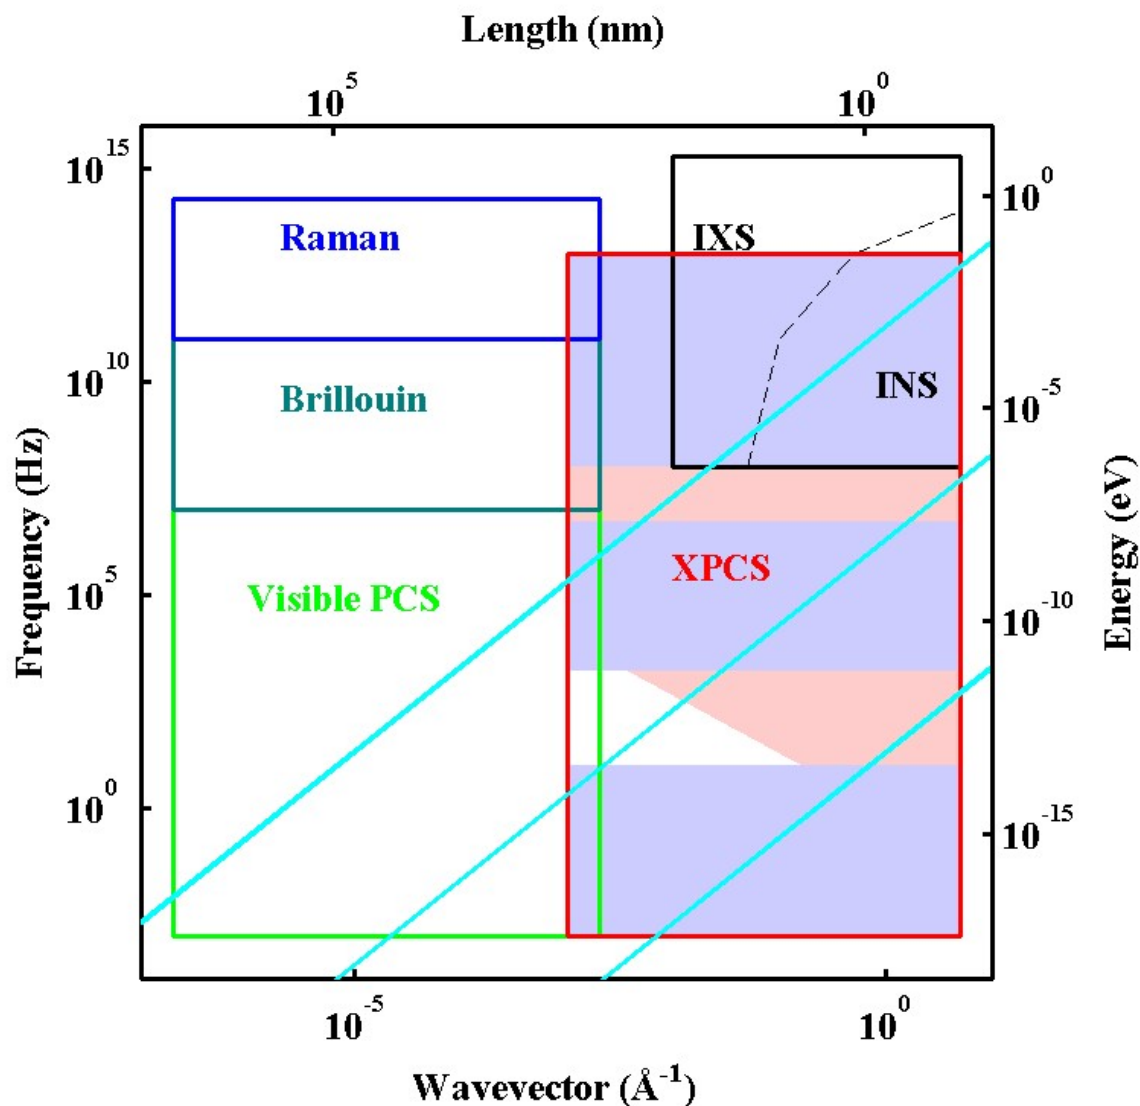 Length (nm)
10^5
10^0
10^15
10^0
Raman
IXS
10^10
INS
Brillouin
10^-5
Frequency (Hz)
Energy (eV)
XPCS
10^5
Visible PCS
10^-10
10^0
10^-15
10^-5
10^0
Wavevector (Å^-1)